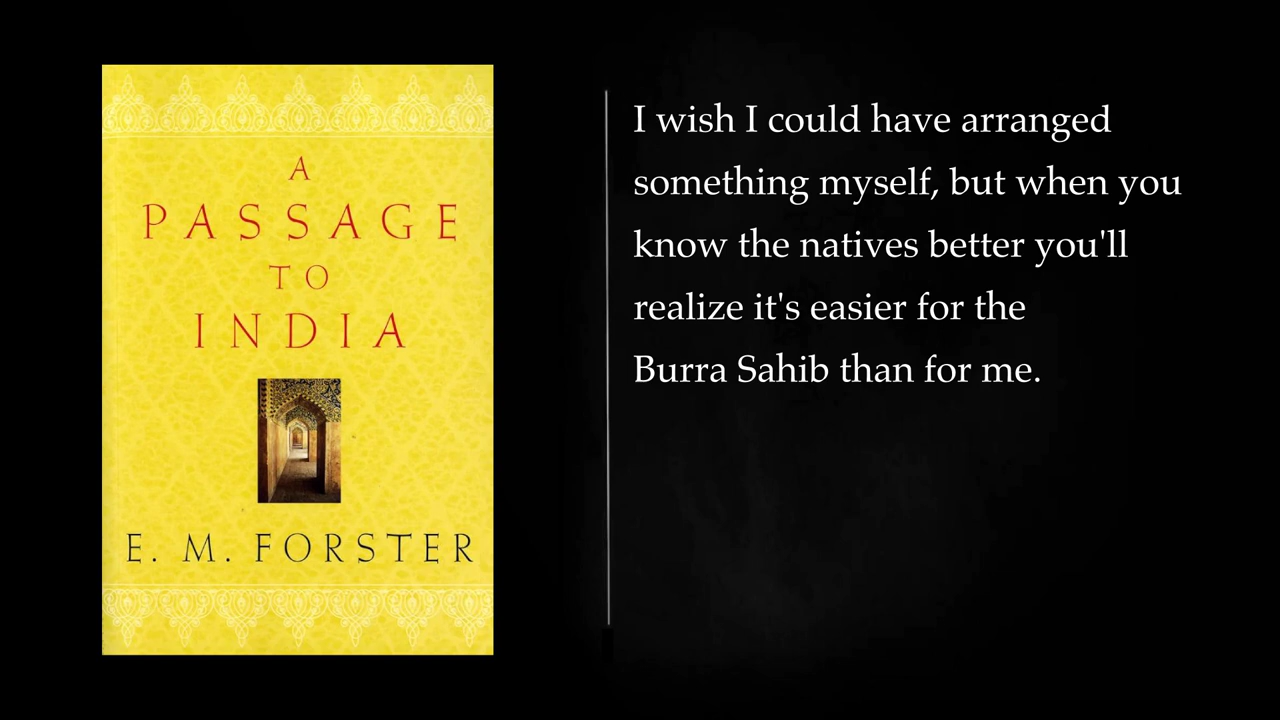 A
PASSAGE
TO
INDIA
E. M. FORSTER
I wish I could have arranged
something myself, but when you
know the natives better you'll
realize it's easier for the
Burra Sahib than for me.